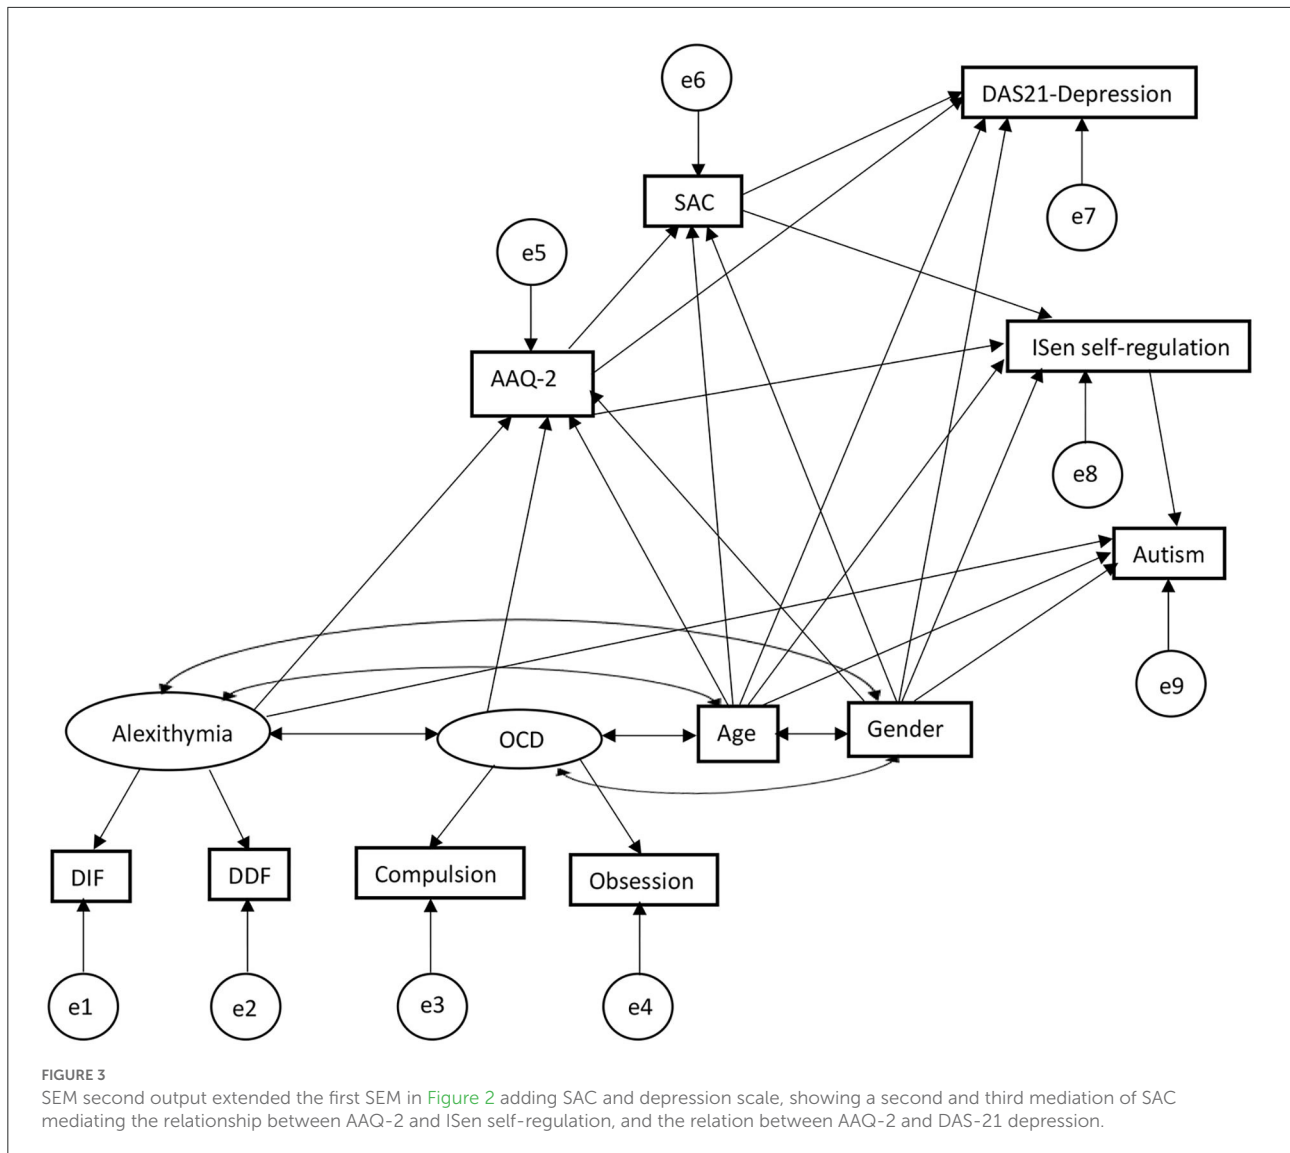 e6
DAS21-Depression
SAC
e7
e5
ISen self-regulation
AAQ-2
e8
Autism
e9
Alexithymia
OCD
Age
Gender
DIF
DDF
Compulsion
Obsession
e1
e2
e3
e4
FIGURE 3
SEM second output extended the first SEM in Figure 2 adding SAC and depression scale, showing a second and third mediation of SAC
mediating the relationship between AAQ-2 and ISen self-regulation, and the relation between AAQ-2 and DAS-21 depression.